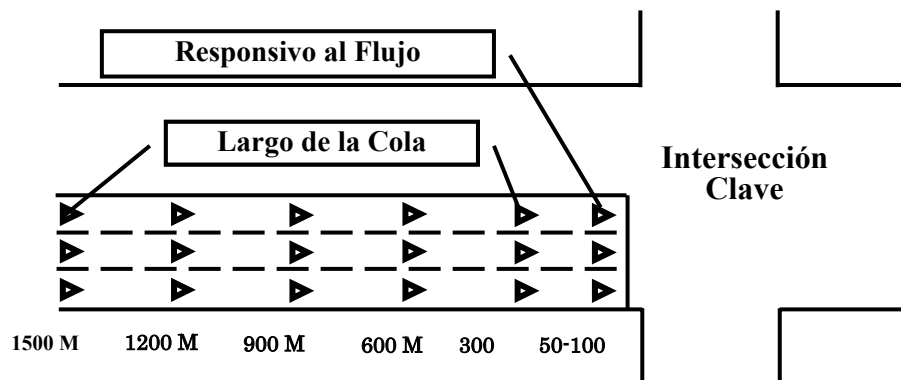 Responsivo al Flujo
Largo de la Cola
Intersección
Clave
1500 M 1200 M 900 M 600 M 300 50-100